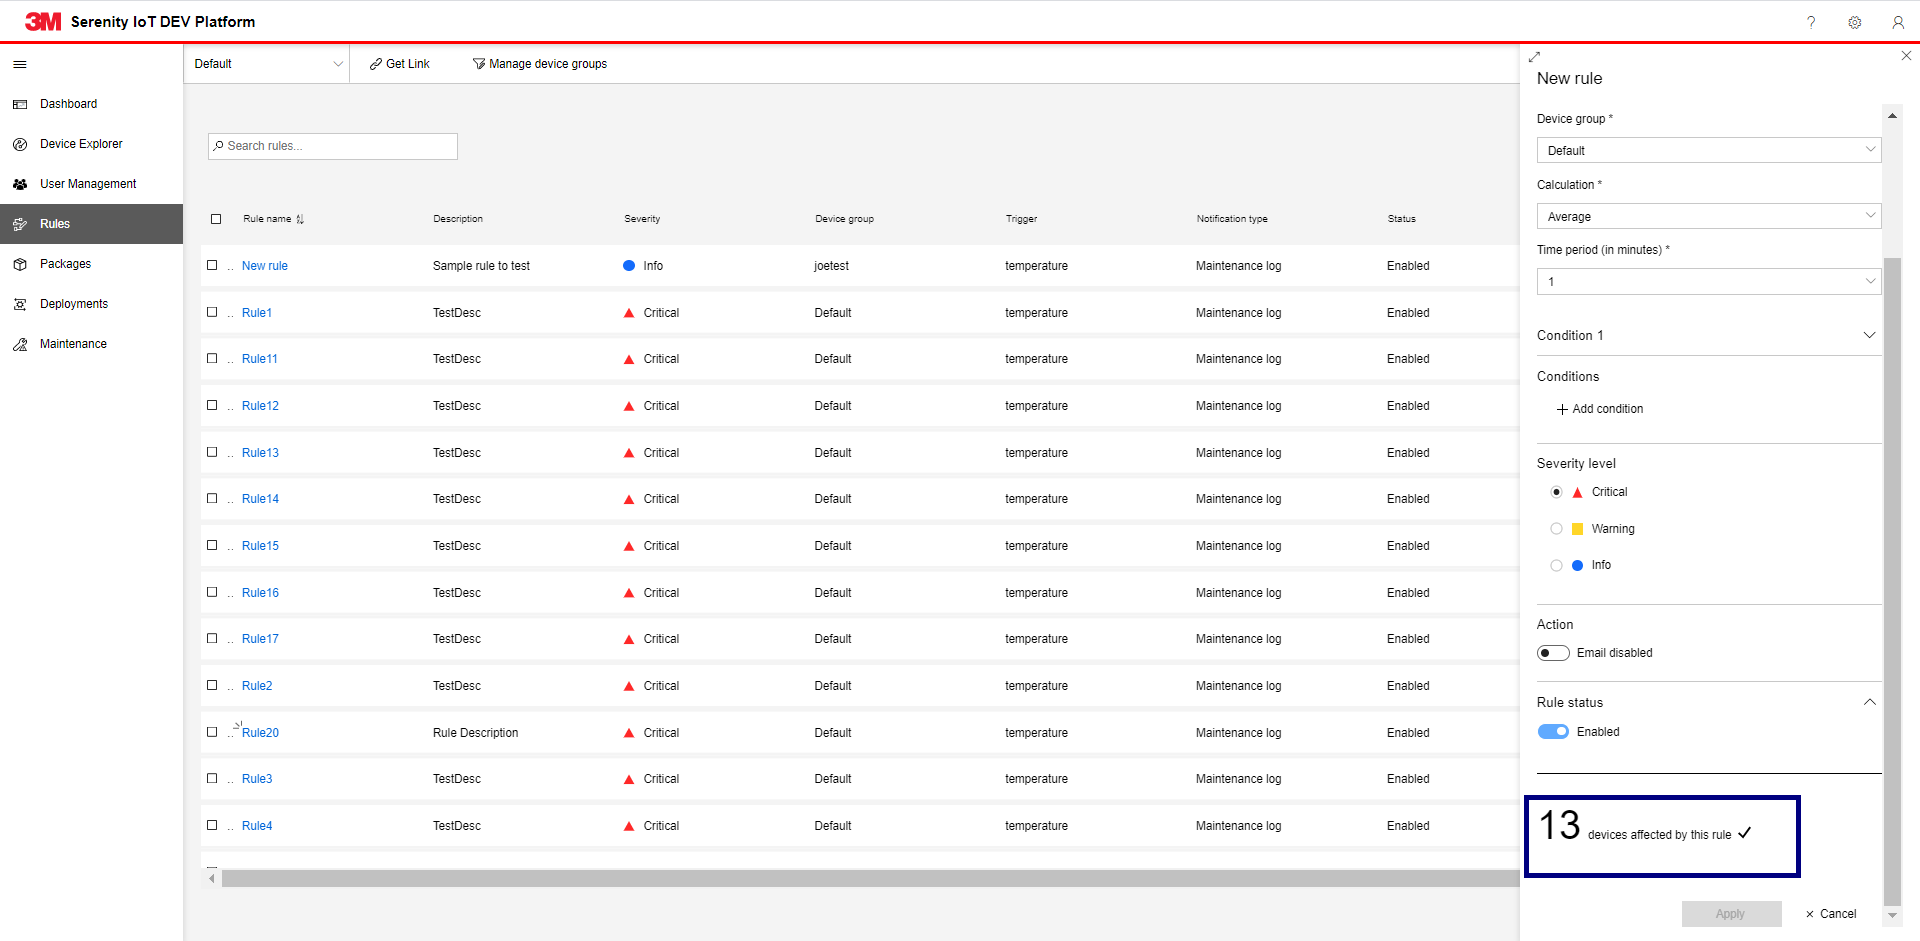 3M Serenity IoT DEV Platform
?
Default
Get Link
Manage device groups
Dashboard
Device Explorer
User Management
Rules
Packages
Deployments
Maintenance
Search rules...
Rule name Description Severity Device group Trigger Notification type Status
.. New rule Sample rule to test Info joetest temperature Maintenance log Enabled
.. Rule1 TestDesc Critical Default temperature Maintenance log Enabled
.. Rule11 TestDesc Critical Default temperature Maintenance log Enabled
.. Rule12 TestDesc Critical Default temperature Maintenance log Enabled
.. Rule13 TestDesc Critical Default temperature Maintenance log Enabled
.. Rule14 TestDesc Critical Default temperature Maintenance log Enabled
.. Rule15 TestDesc Critical Default temperature Maintenance log Enabled
.. Rule16 TestDesc Critical Default temperature Maintenance log Enabled
.. Rule17 TestDesc Critical Default temperature Maintenance log Enabled
.. Rule2 TestDesc Critical Default temperature Maintenance log Enabled
.. Rule20 Rule Description Critical Default temperature Maintenance log Enabled
.. Rule3 TestDesc Critical Default temperature Maintenance log Enabled
.. Rule4 TestDesc Critical Default temperature Maintenance log Enabled
New rule
Device group *
Default
Calculation *
Average
Time period (in minutes) *
1
Condition 1
Conditions
Add condition
Severity level
Critical
Warning
Info
Action
Email disabled
Rule status
Enabled
13 devices affected by this rule
Apply
Cancel